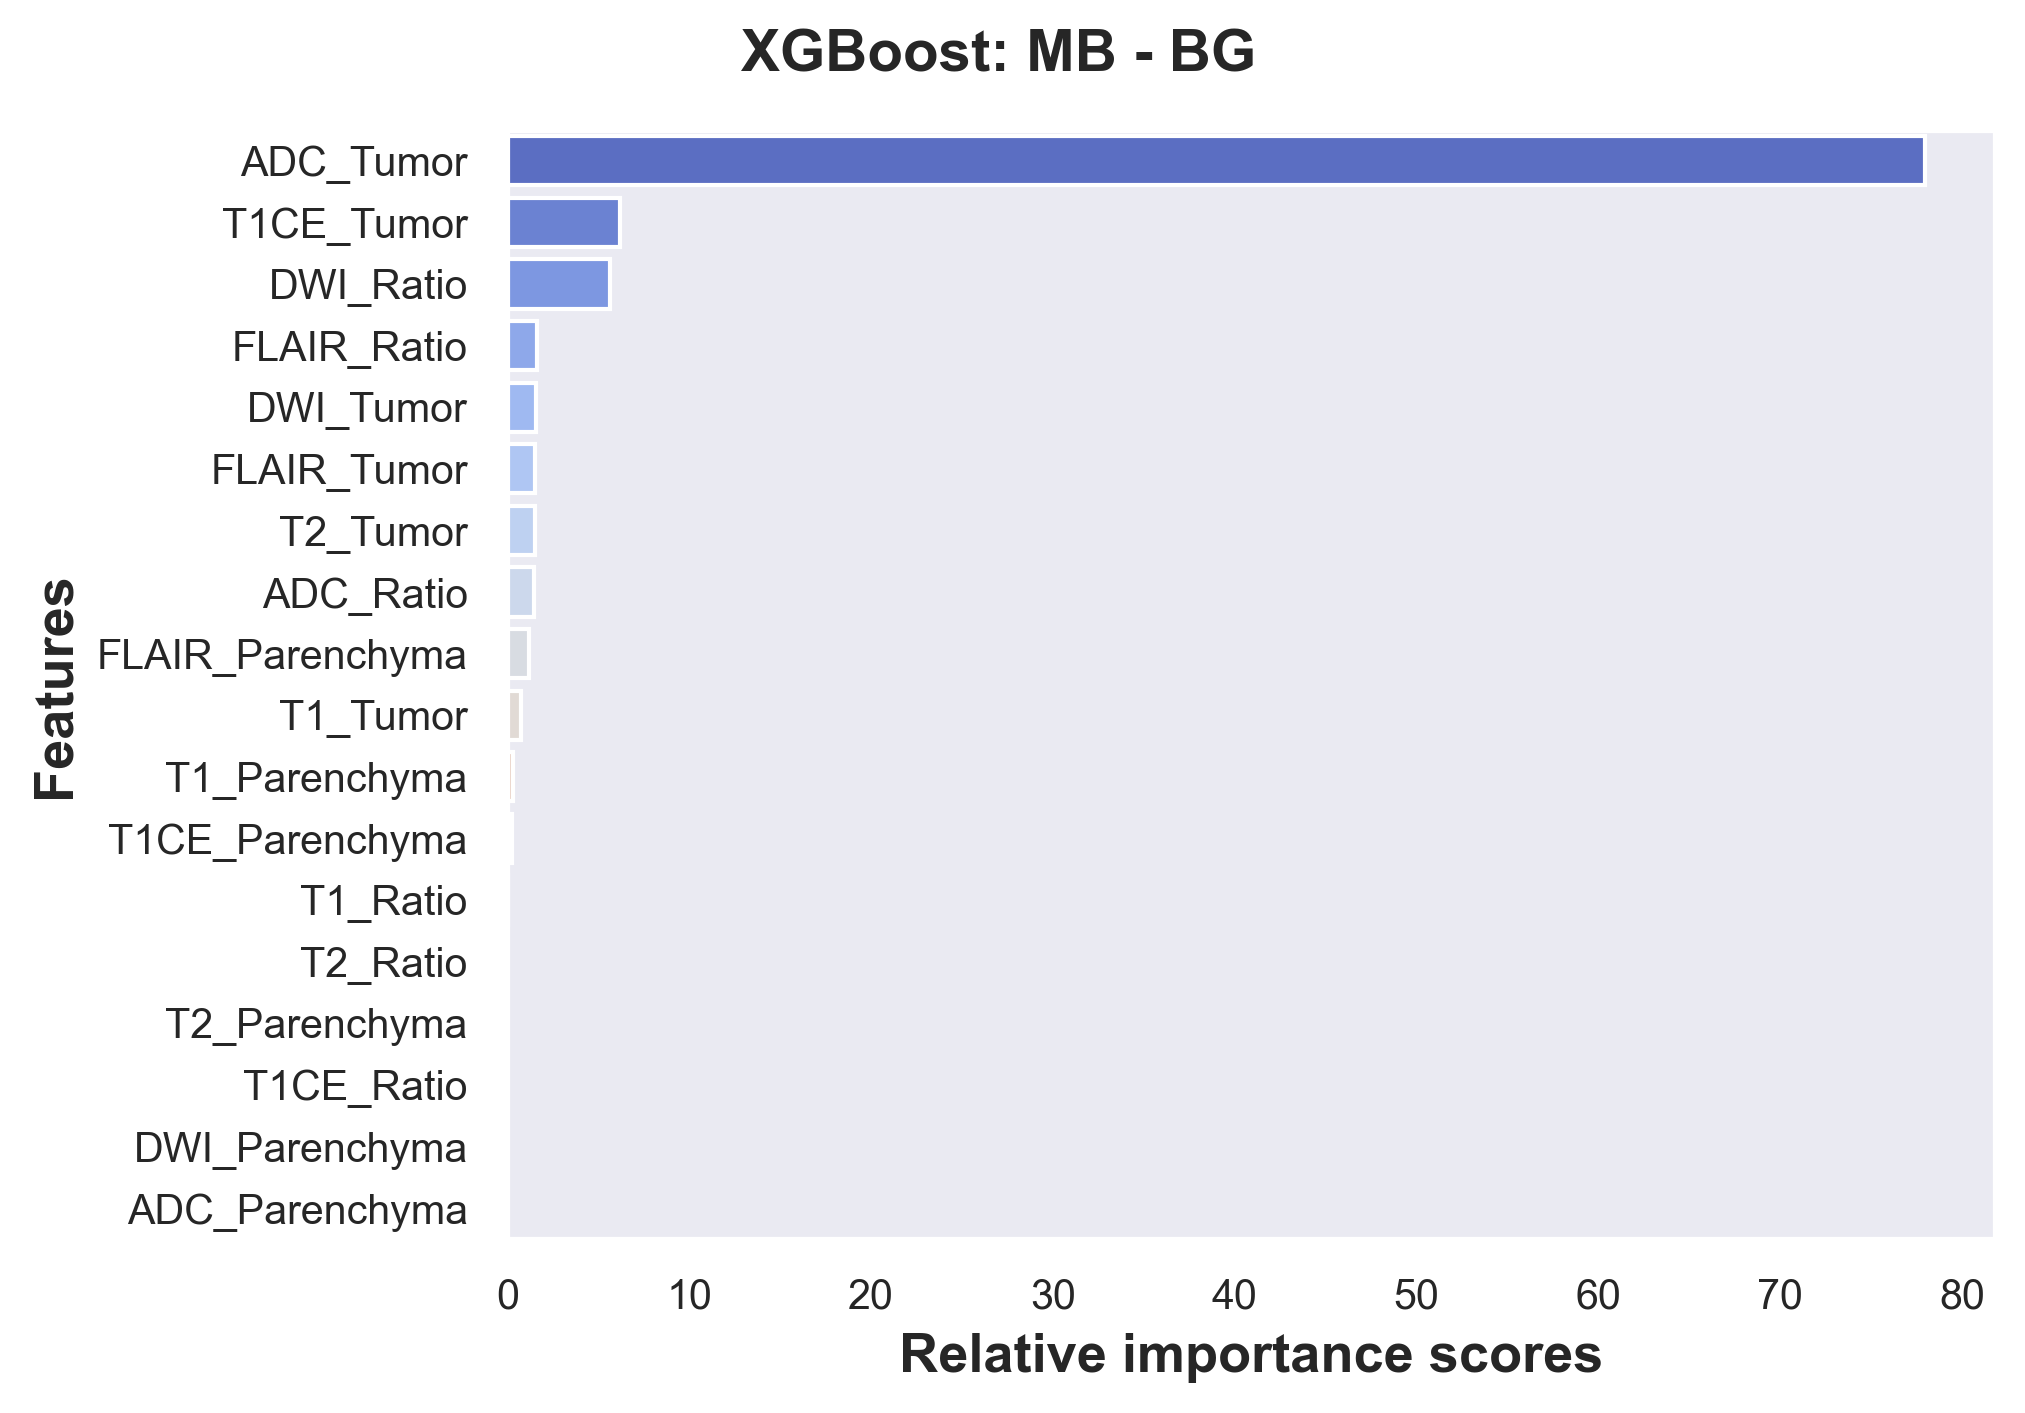 XGBoost: MB - BG
Features
ADC_Tumor
T1CE_Tumor
DWI_Ratio
FLAIR_Ratio
DWI_Tumor
FLAIR_Tumor
T2_Tumor
ADC_Ratio
FLAIR_Parenchyma
T1_Tumor
T1_Parenchyma
T1CE_Parenchyma
T1_Ratio
T2_Ratio
T2_Parenchyma
T1CE_Ratio
DWI_Parenchyma
ADC_Parenchyma
0 10 20 30 40 50 60 70 80
Relative importance scores